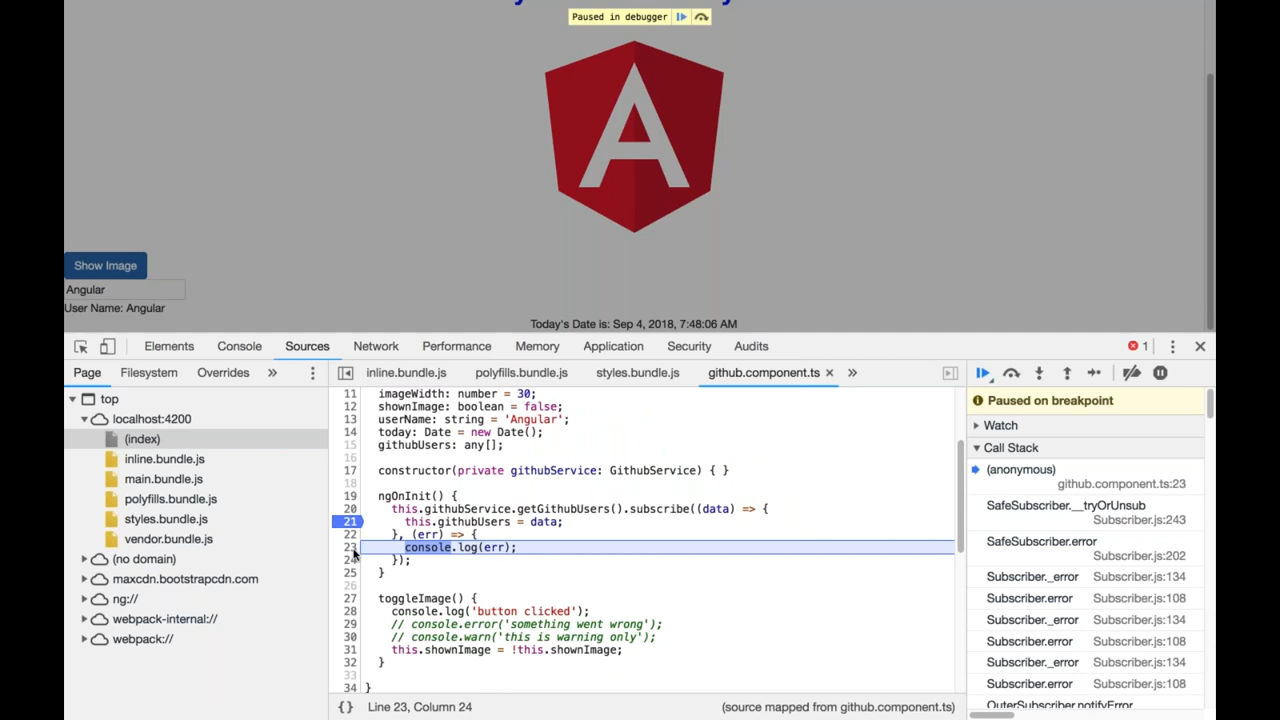 Paused in debugger
A
Show Image
Angular
User Name: Angular
Today's Date is: Sep 4, 2018, 7:48:06 AM
Elements Console Sources Network Performance Memory Application Security Audits 1
Page Filesystem Overrides »
inline.bundle.js polyfills.bundle.js styles.bundle.js github.component.ts × »
top
localhost:4200
(index)
inline.bundle.js
main.bundle.js
polyfills.bundle.js
styles.bundle.js
vendor.bundle.js
(no domain)
maxcdn.bootstrapcdn.com
ng://
webpack-internal://
webpack://
11 imageWidth: number = 30;
12 shownImage: boolean = false;
13 userName: string = 'Angular';
14 today: Date = new Date();
15 githubUsers: any[];
16
17 constructor(private githubService: GithubService) { }
18
19 ngOnInit() {
20 this.githubService.getGithubUsers().subscribe((data) => {
21 this.githubUsers = data;
22 }, (err) => {
23 console.log(err);
24 });
25 }
26
27 toggleImage() {
28 console.log('button clicked');
29 // console.error('something went wrong');
30 // console.warn('this is warning only');
31 this.shownImage = !this.shownImage;
32 }
33
34 }
{} Line 23, Column 24 (source mapped from github.component.ts)
Paused on breakpoint
Watch
Call Stack
(anonymous)
github.component.ts:23
SafeSubscriber.__tryOrUnsub
Subscriber.js:243
SafeSubscriber.error
Subscriber.js:202
Subscriber._error Subscriber.js:134
Subscriber.error Subscriber.js:108
Subscriber._error Subscriber.js:134
Subscriber.error Subscriber.js:108
Subscriber._error Subscriber.js:134
Subscriber.error Subscriber.js:108
OuterSubscriber.notifyError